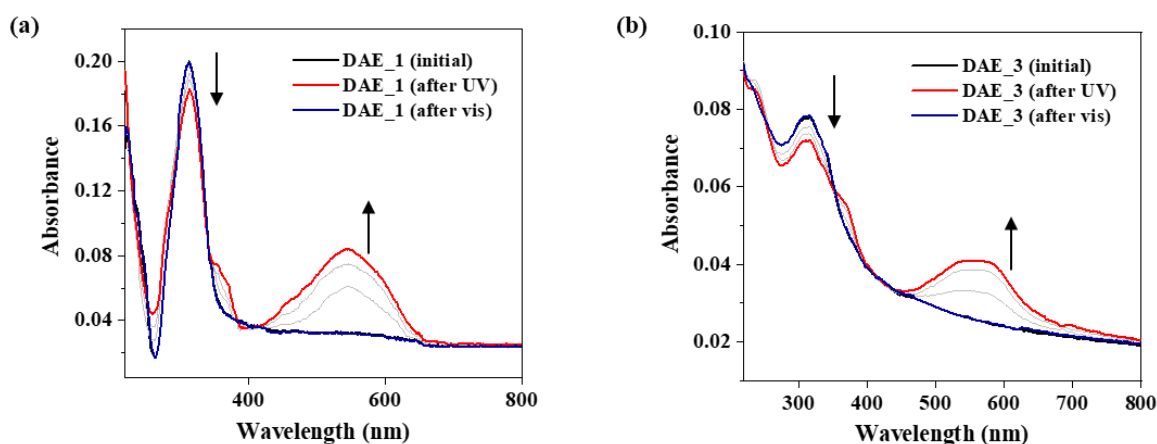 (a)
DAE_1 (initial)
DAE_1 (after UV)
DAE_1 (after vis)
0.20
0.16
0.12
0.08
0.04
Absorbance
400
600
800
Wavelength (nm)
(b)
DAE_3 (initial)
DAE_3 (after UV)
DAE_3 (after vis)
0.10
0.08
0.06
0.04
0.02
Absorbance
300
400
500
600
700
800
Wavelength (nm)